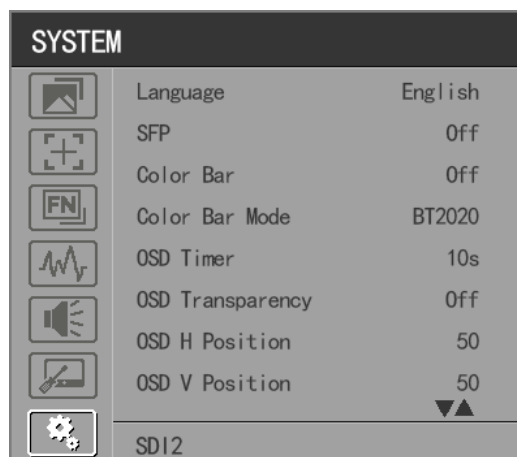 SYSTEM
Language English
SFP Off
Color Bar Off
FN
Color Bar Mode BT2020
OSD Timer 10s
OSD Transparency Off
OSD H Position 50
OSD V Position 50
SDI2